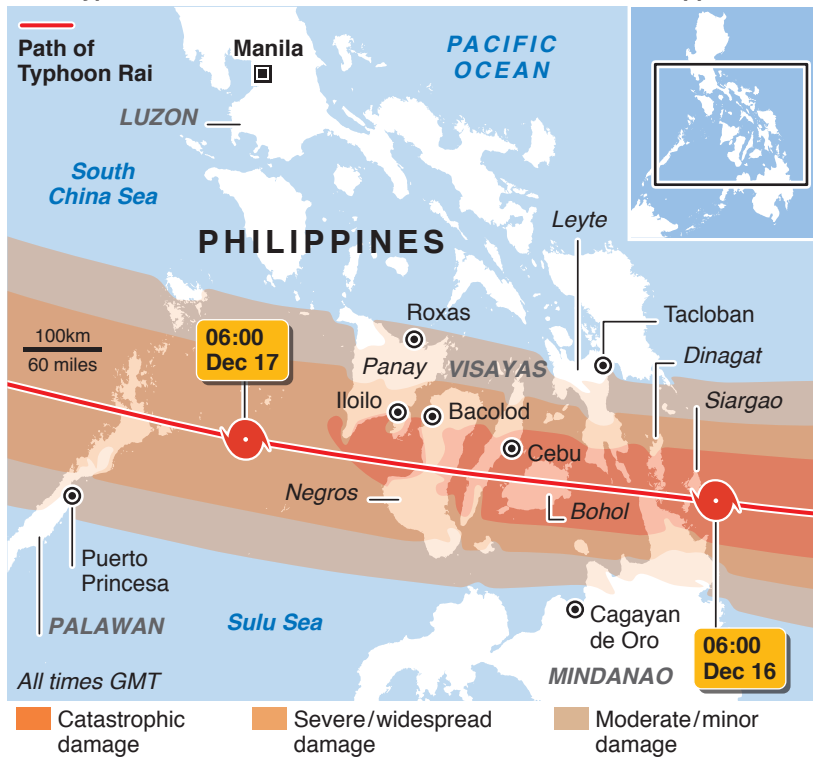 Path of
Typhoon Rai
Manila
PACIFIC
OCEAN
LUZON
South
China Sea
PHILIPPINES
Leyte
100km
60 miles
06:00
Dec 17
Roxas
Tacloban
Panay
VISAYAS
Dinagat
Iloilo
Bacolod
Siargao
Cebu
Negros
Bohol
Puerto
Princesa
PALAWAN
Sulu Sea
Cagayan
de Oro
06:00
Dec 16
MINDANAO
All times GMT
Catastrophic
damage
Severe/widespread
damage
Moderate/minor
damage